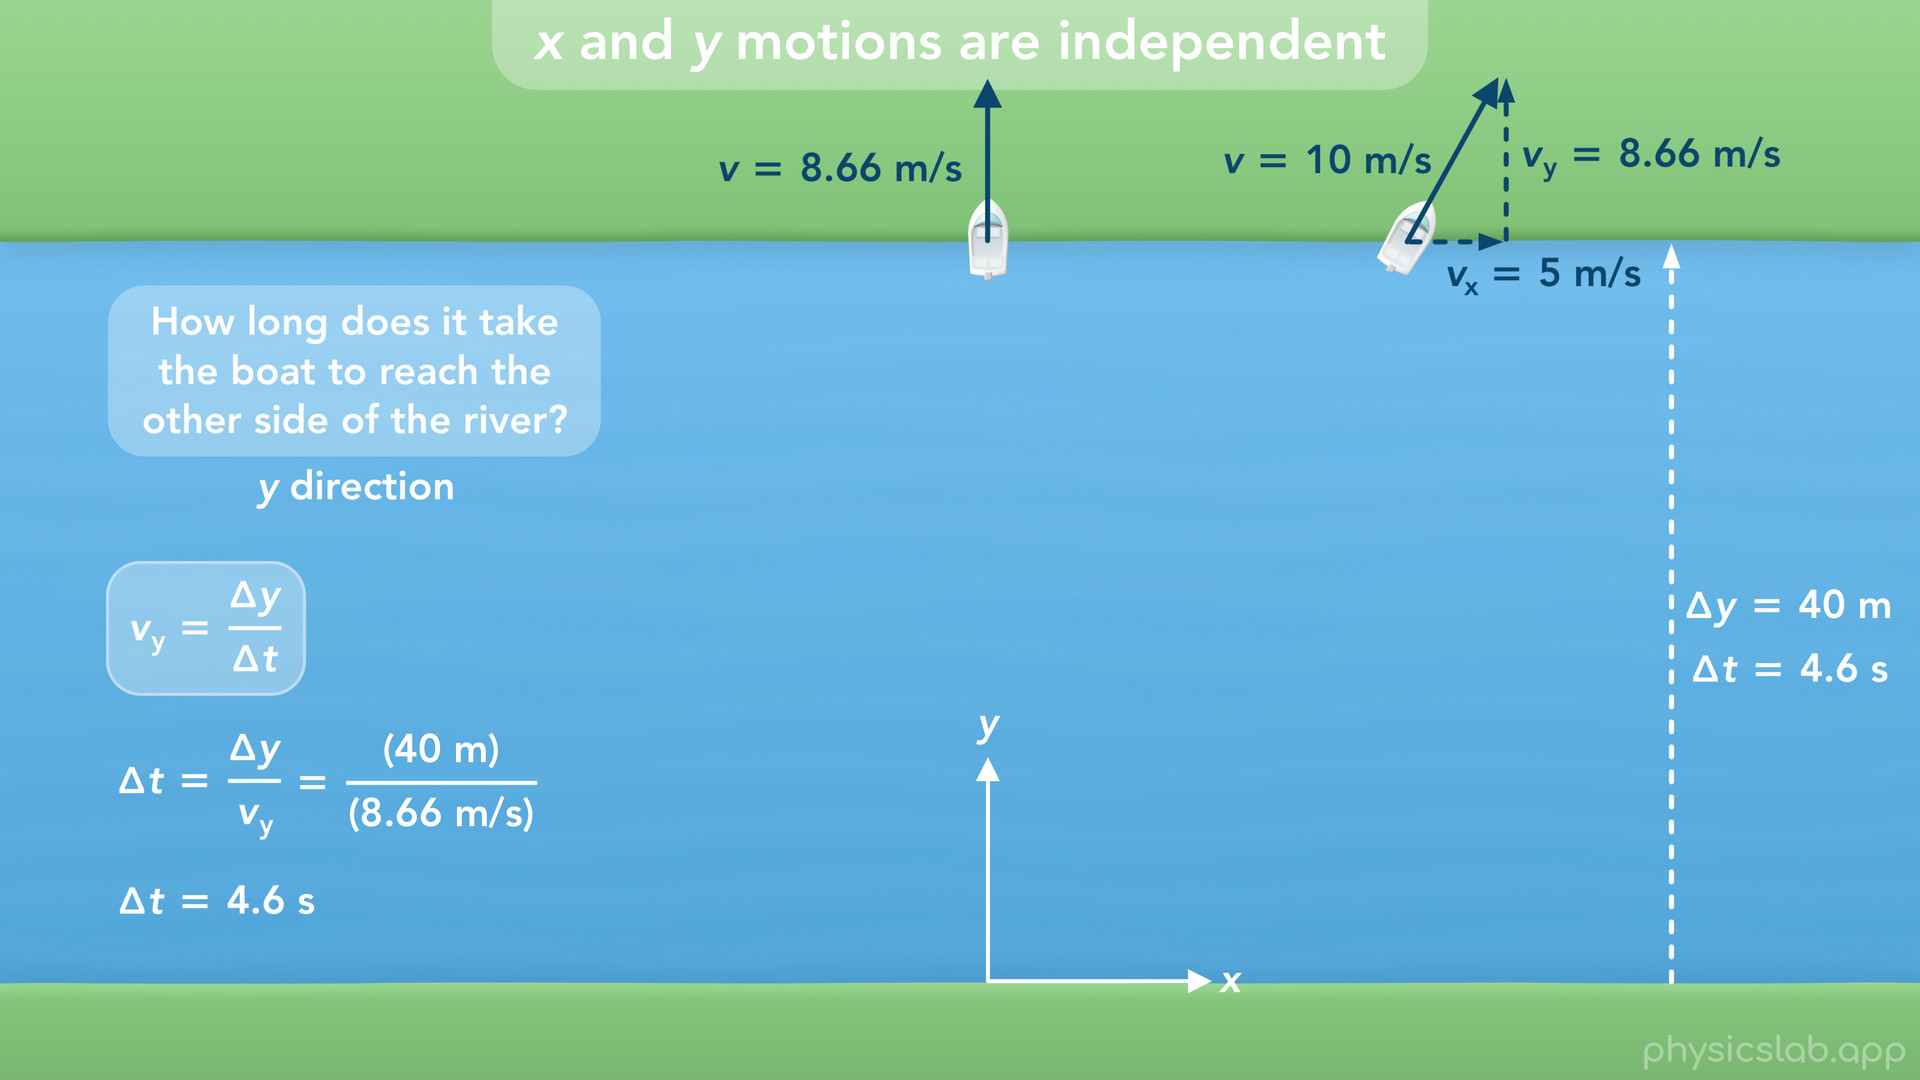 x and y motions are independent
v = 8.66 m/s
v = 10 m/s
vy = 8.66 m/s
vx = 5 m/s
How long does it take
the boat to reach the
other side of the river?
y direction
vy = Δy / Δt
Δt = Δy / vy = (40 m) / (8.66 m/s)
Δt = 4.6 s
Δy = 40 m
Δt = 4.6 s
y
x
physicslab.app